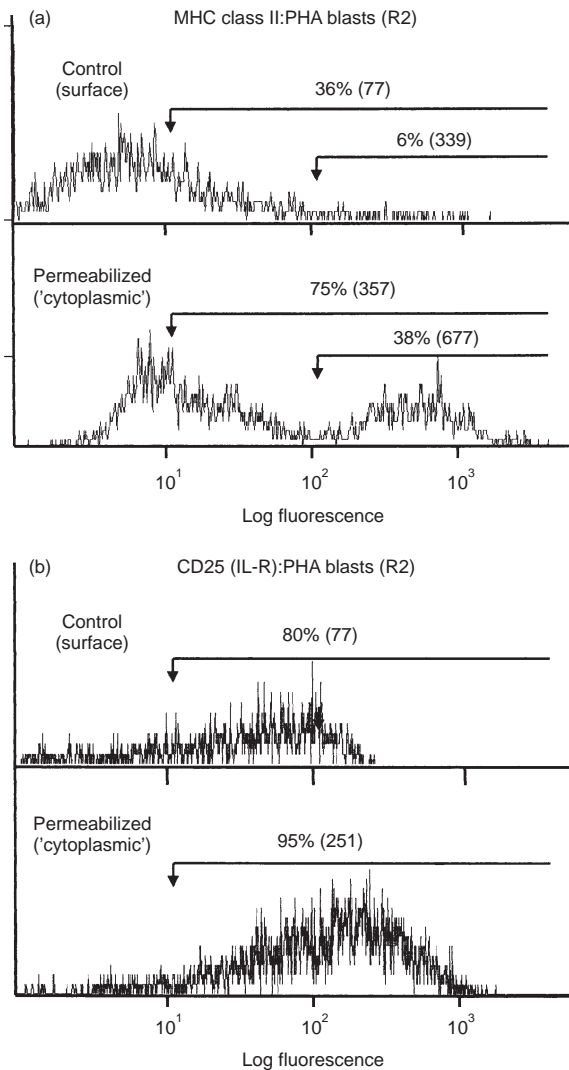 (a) MHC class II:PHA blasts (R2)
Control
(surface)
36% (77)
6% (339)
Permeabilized
('cytoplasmic')
75% (357)
38% (677)
10¹ 10² 10³
Log fluorescence
(b) CD25 (IL-R):PHA blasts (R2)
Control
(surface)
80% (77)
Permeabilized
('cytoplasmic')
95% (251)
10¹ 10² 10³
Log fluorescence